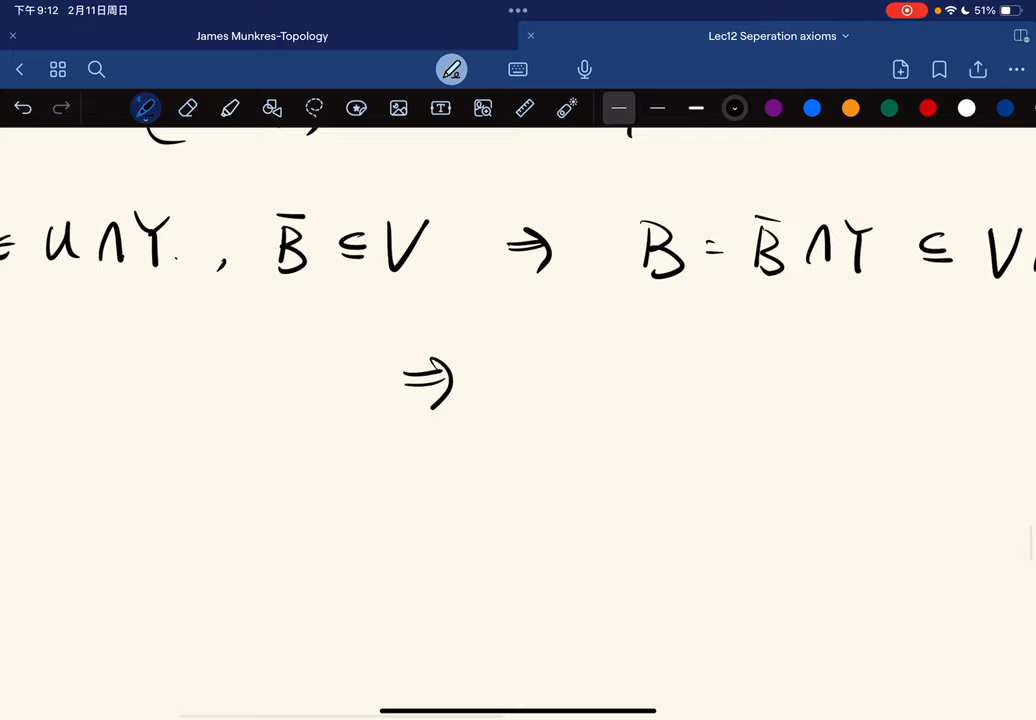 下午9:12 2月11日周日 51%
James Munkres-Topology
Lec12 Seperation axioms
U ∩ Y. , B̄ ⊆ V ⇒ B = B̄ ∩ Y ⊆ V
⇒